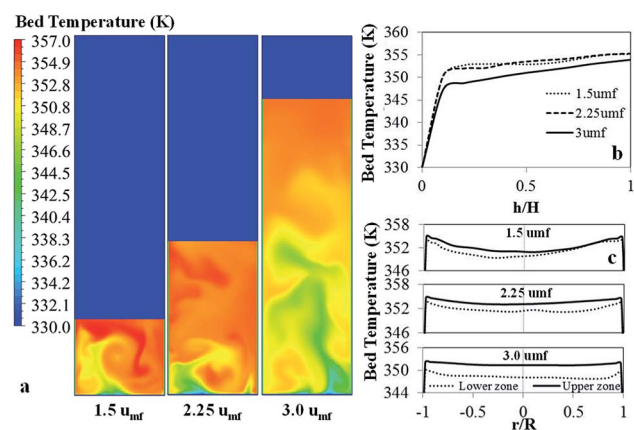 Bed Temperature (K)
357.0
354.9
352.8
350.8
348.7
346.6
344.5
342.5
340.4
338.3
336.2
334.2
332.1
330.0
a
1.5 umf
2.25 umf
3.0 umf
Bed Temperature (K)
360
355
350
345
340
335
330
1.5umf
2.25umf
3umf
b
0
0.5
1
h/H
Bed Temperature (K)
358
352
346
1.5 umf
c
358
352
346
2.25 umf
356
350
344
3.0 umf
Lower zone
Upper zone
-1
-0.5
0
0.5
1
r/R